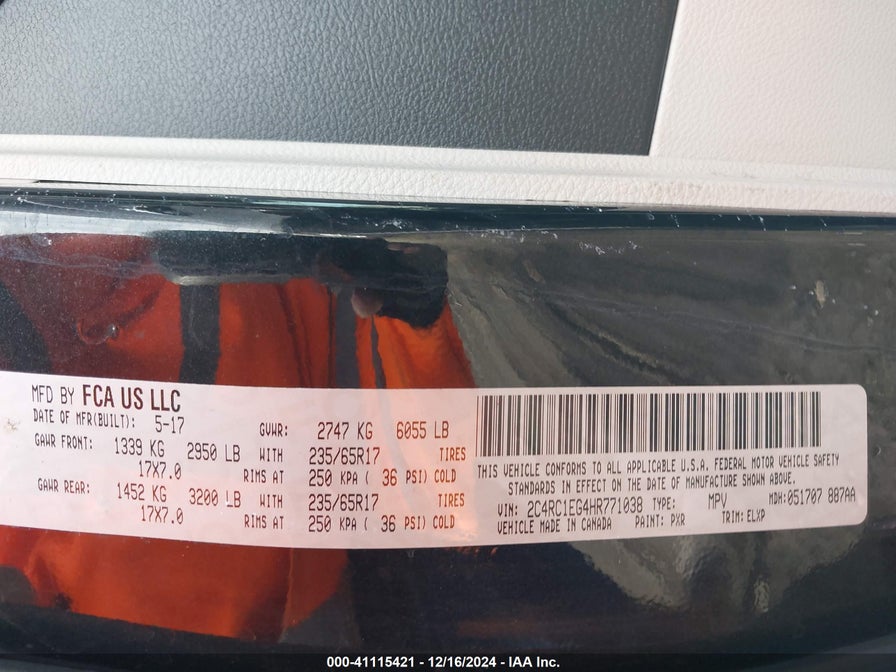 MFD BY FCA US LLC
DATE OF MFR(BUILT): 5-17 GVWR: 2747 KG 6055 LB
GAWR FRONT: 1339 KG 2950 LB WITH 235/65R17 TIRES
17X7.0 RIMS AT 250 KPA ( 36 PSI) COLD
GAWR REAR: 1452 KG 3200 LB WITH 235/65R17 TIRES
17X7.0 RIMS AT 250 KPA ( 36 PSI) COLD
THIS VEHICLE CONFORMS TO ALL APPLICABLE U.S.A. FEDERAL MOTOR VEHICLE SAFETY
STANDARDS IN EFFECT ON THE DATE OF MANUFACTURE SHOWN ABOVE.
VIN: 2C4RC1EG4HR771038 TYPE: MPV MDH:051707 887AA
VEHICLE MADE IN CANADA PAINT: PXR TRIM: ELXP
000-41115421 - 12/16/2024 - IAA Inc.